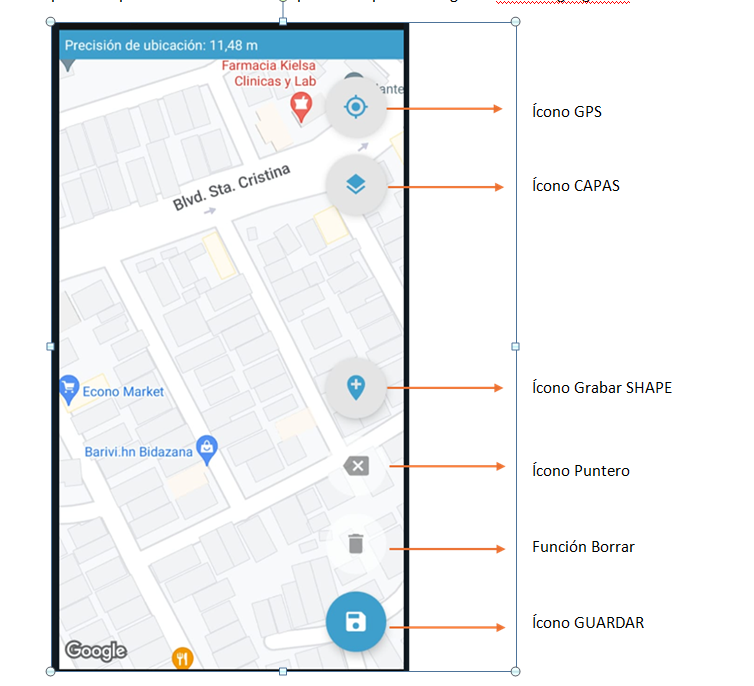 Precisión de ubicación: 11,48 m
Farmacia Kielsa
Clinicas y Lab
ante
Ícono GPS
Blvd. Sta. Cristina
Ícono CAPAS
Econo Market
Ícono Grabar SHAPE
Barivi.hn Bidazana
Ícono Puntero
Función Borrar
Ícono GUARDAR
Google